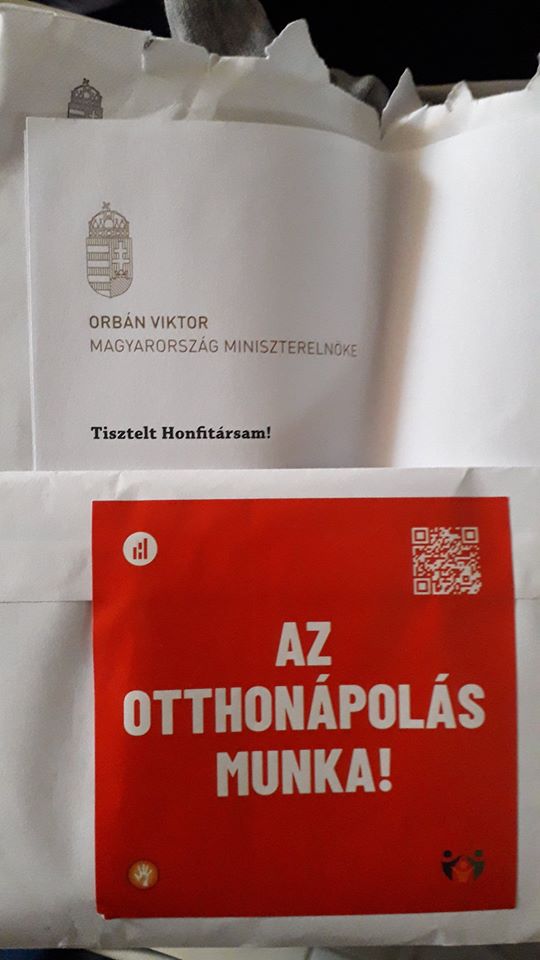 ORBÁN VIKTOR
MAGYARORSZÁG MINISZTERELNÖKE
Tisztelt Honfitársam!
AZ
OTTHONÁPOLÁS
MUNKA!